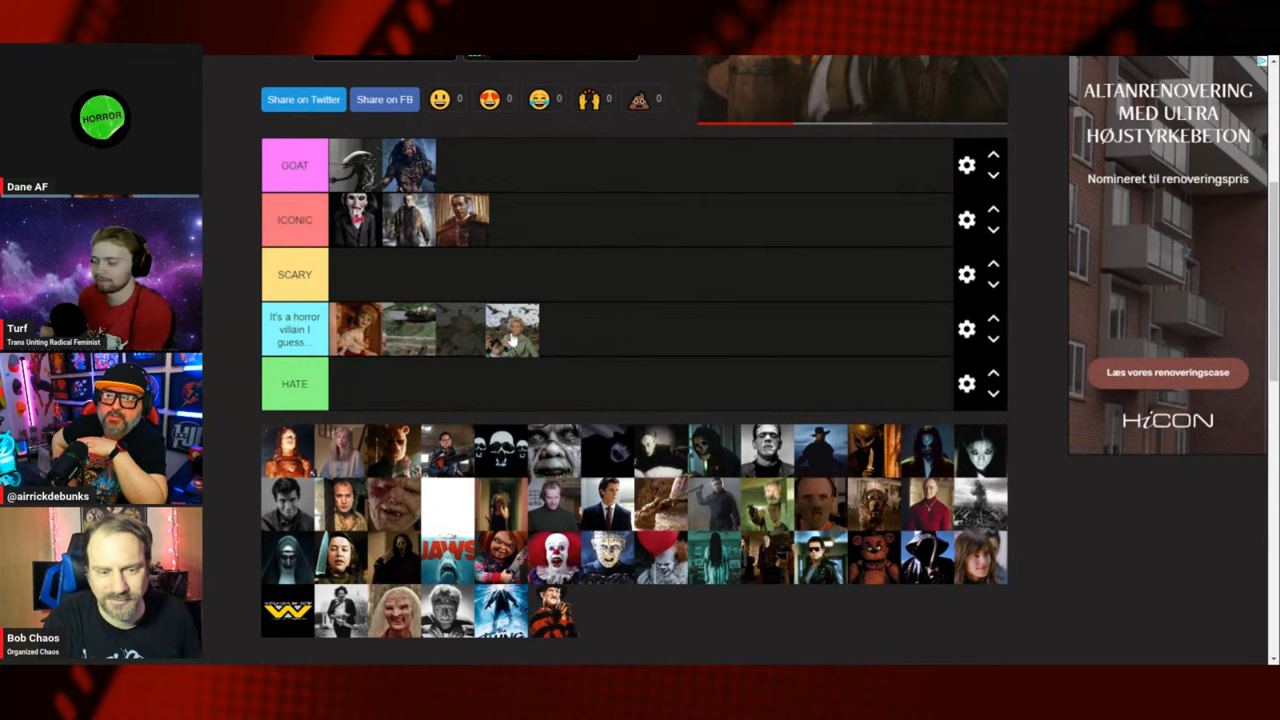 HORROR
Dane AF
Turf
Trans Uniting Radical Feminist
@airrickdebunks
Bob Chaos
Organized Chaos
Share on Twitter
Share on FB
0
0
0
0
0
GOAT
ICONIC
SCARY
It's a horror
villain I
guess...
HATE
JAWS
W
ALTANRENOVERING
MED ULTRA
HØJSTYRKEBETON
Nomineret til renoveringspris
Læs vores renoveringscase
HiCON